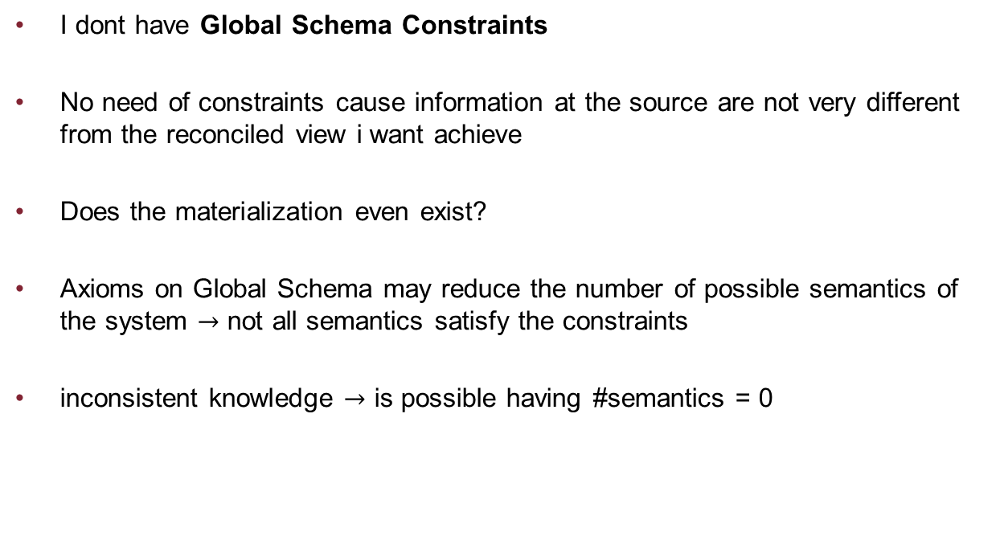 • I dont have Global Schema Constraints
• No need of constraints cause information at the source are not very different
from the reconciled view i want achieve
• Does the materialization even exist?
• Axioms on Global Schema may reduce the number of possible semantics of
the system → not all semantics satisfy the constraints
• inconsistent knowledge → is possible having #semantics = 0